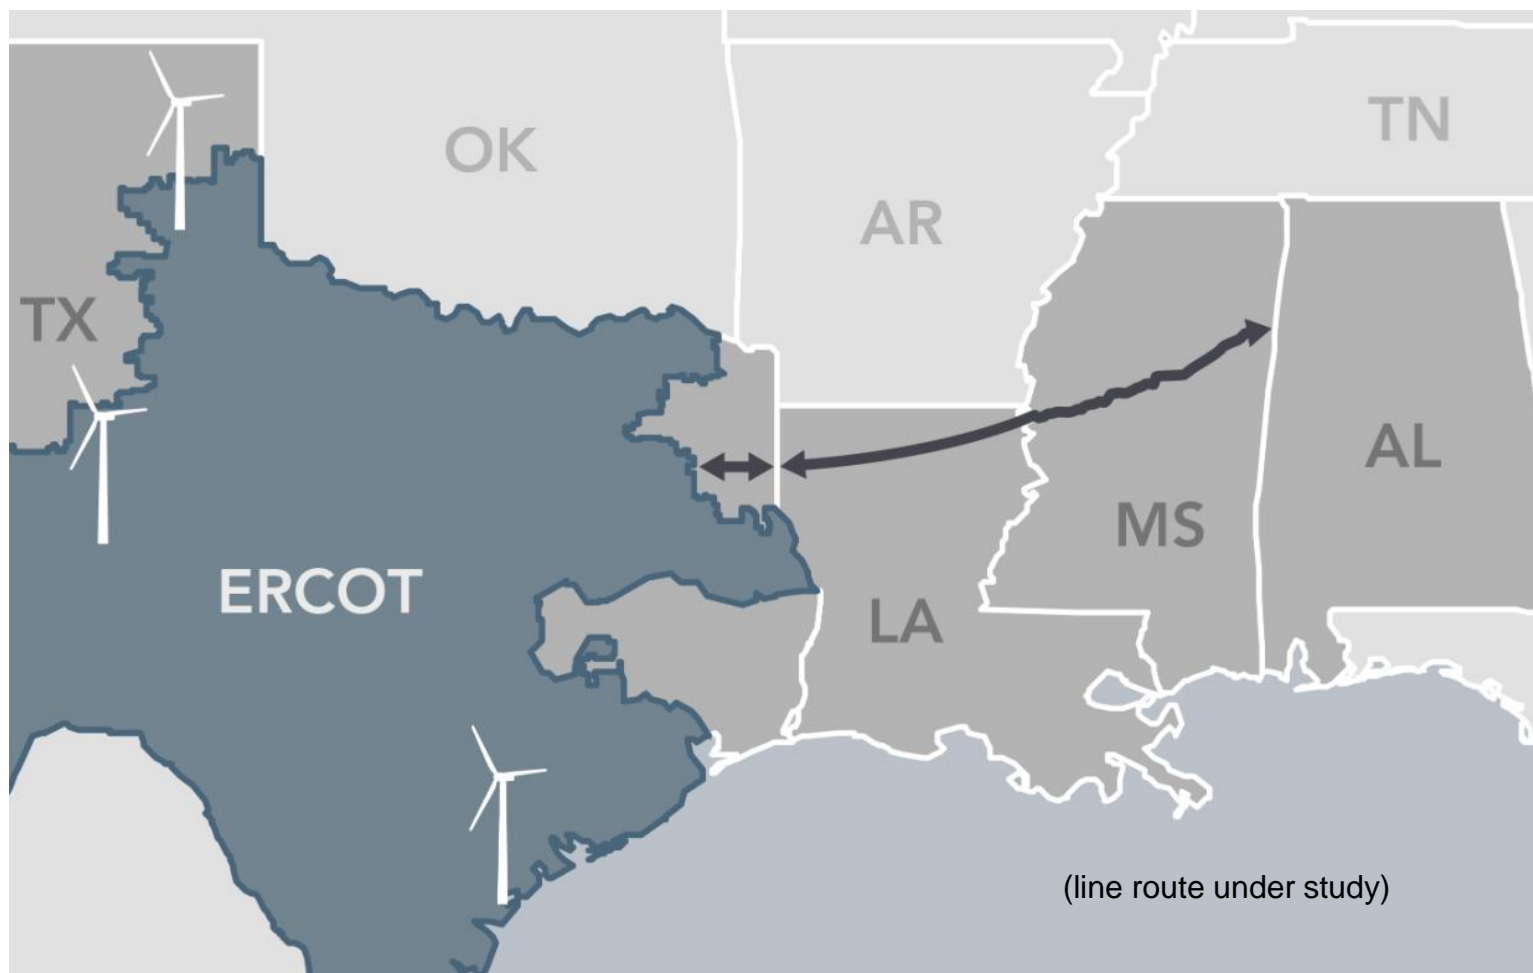 TN
OK
AR
TX
AL
MS
ERCOT
LA
(line route under study)